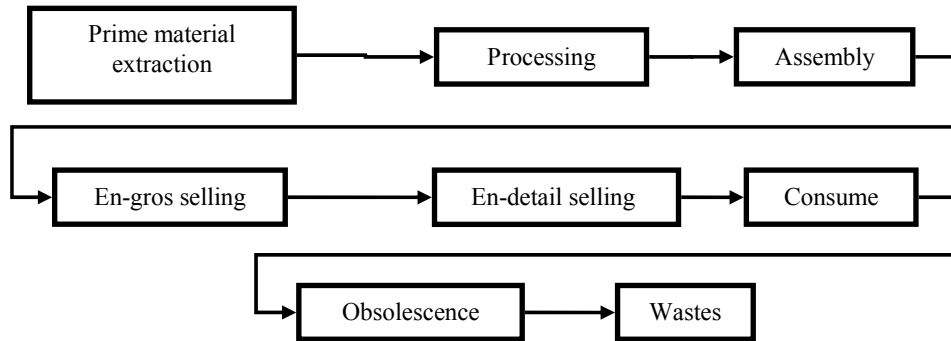 Prime material
extraction
Processing
Assembly
En-gros selling
En-detail selling
Consume
Obsolescence
Wastes